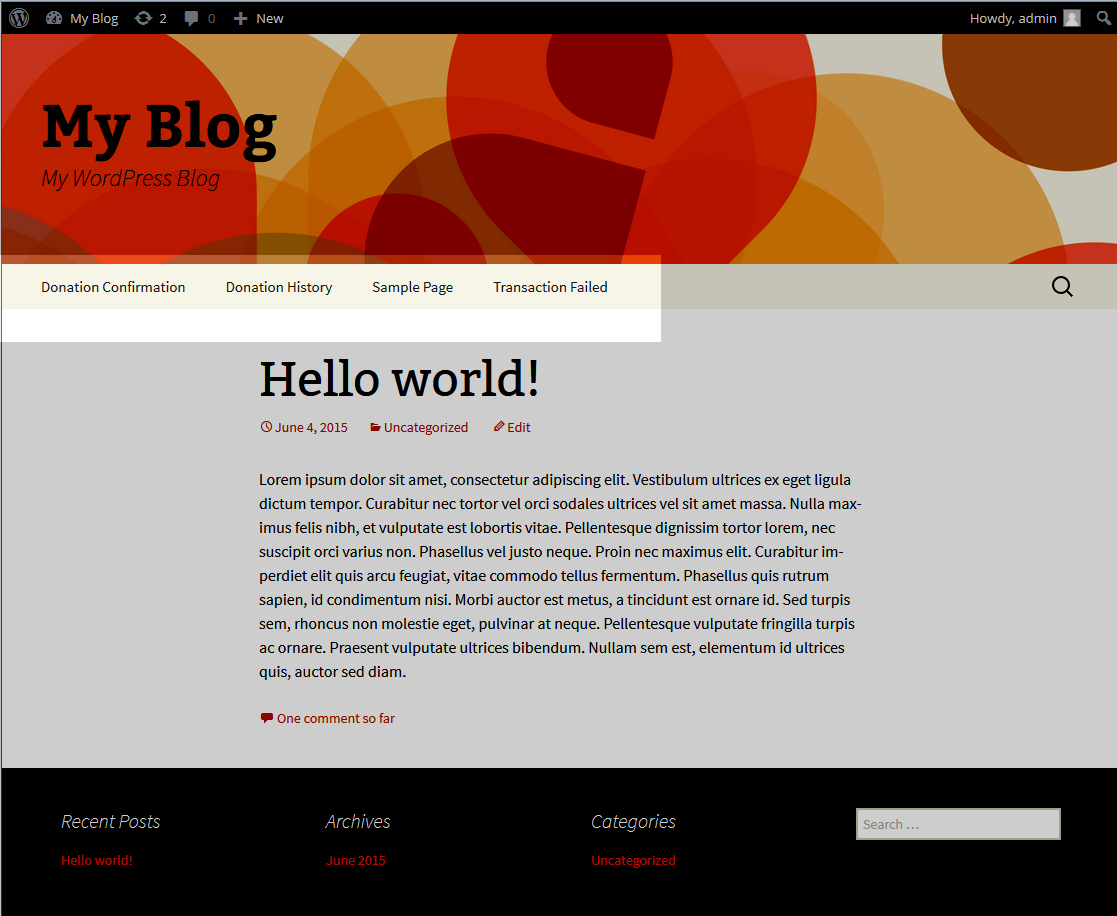 My Blog 2 0 New Howdy, admin
My Blog
My WordPress Blog
Donation Confirmation Donation History Sample Page Transaction Failed
Hello world!
June 4, 2015 Uncategorized Edit
Lorem ipsum dolor sit amet, consectetur adipiscing elit. Vestibulum ultrices ex eget ligula
dictum tempor. Curabitur nec tortor vel orci sodales ultrices vel sit amet massa. Nulla max-
imus felis nibh, et vulputate est lobortis vitae. Pellentesque dignissim tortor lorem, nec
suscipit orci varius non. Phasellus vel justo neque. Proin nec maximus elit. Curabitur im-
perdiet elit quis arcu feugiat, vitae commodo tellus fermentum. Phasellus quis rutrum
sapien, id condimentum nisi. Morbi auctor est metus, a tincidunt est ornare id. Sed turpis
sem, rhoncus non molestie eget, pulvinar at neque. Pellentesque vulputate fringilla turpis
ac ornare. Praesent vulputate ultrices bibendum. Nullam sem est, elementum id ultrices
quis, auctor sed diam.
One comment so far
Recent Posts Archives Categories Search …
Hello world! June 2015 Uncategorized